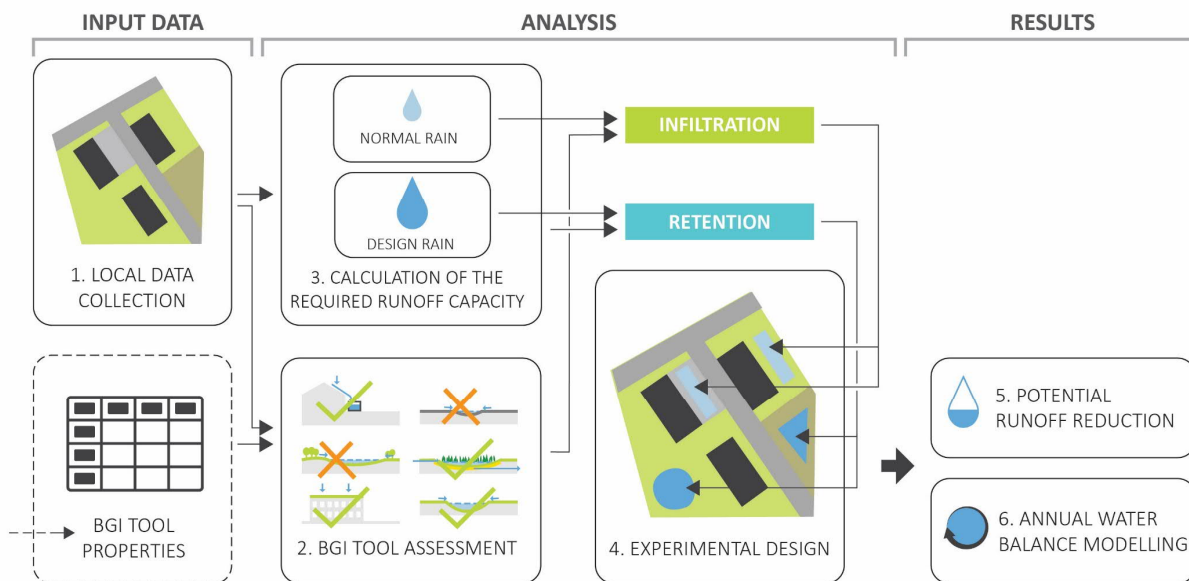 INPUT DATA
ANALYSIS
RESULTS
1. LOCAL DATA
COLLECTION
BGI TOOL
PROPERTIES
NORMAL RAIN
DESIGN RAIN
3. CALCULATION OF THE
REQUIRED RUNOFF CAPACITY
2. BGI TOOL ASSESSMENT
INFILTRATION
RETENTION
4. EXPERIMENTAL DESIGN
5. POTENTIAL
RUNOFF REDUCTION
6. ANNUAL WATER
BALANCE MODELLING